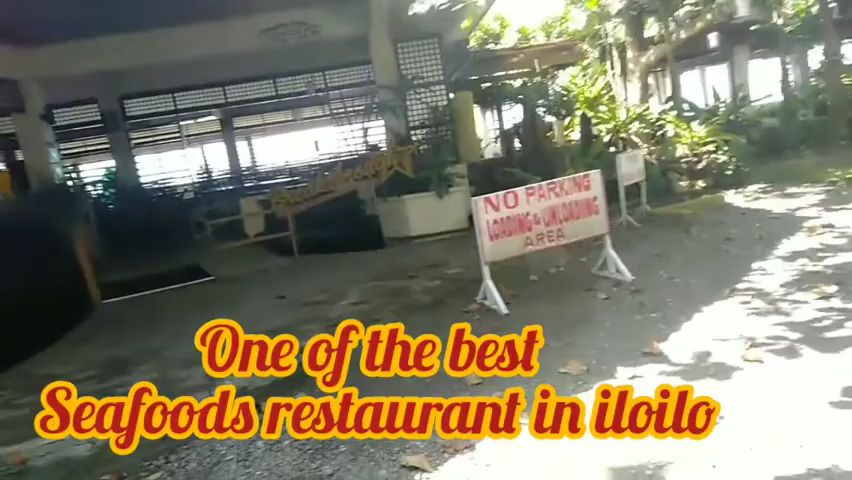 NO PARKING
LOADING & UNLOADING
AREA
One of the best
Seafoods restaurant in iloilo